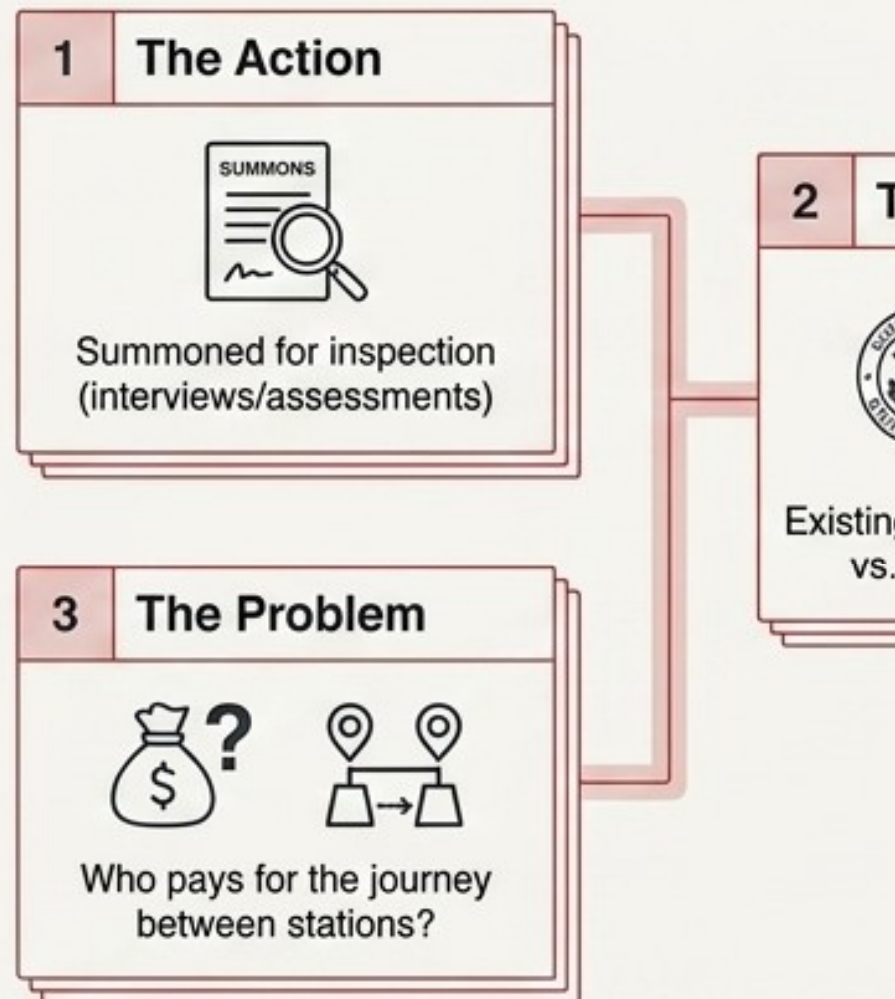 1 The Action
SUMMONS
Summoned for inspection
(interviews/assessments)
2
3 The Problem
?
$
Who pays for the journey
between stations?
vs.